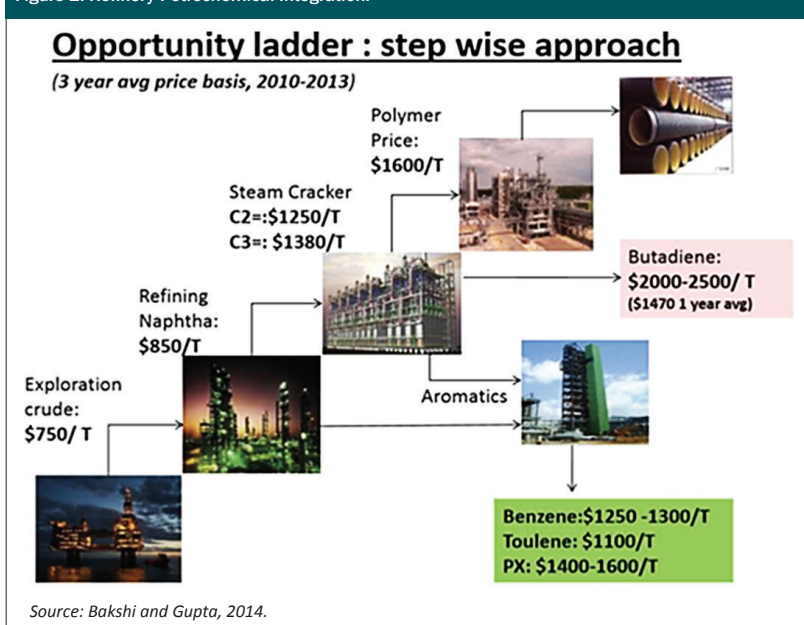 Figure 2: Refinery Petrochemical Integration.
Opportunity ladder : step wise approach
(3 year avg price basis, 2010-2013)
Polymer
Price:
$1600/T
Steam Cracker
C2=:$1250/T
C3=: $1380/T
Butadiene:
$2000-2500/ T
($1470 1 year avg)
Refining
Naphtha:
$850/T
Exploration
crude:
$750/ T
Aromatics
Benzene:$1250 -1300/T
Toulene: $1100/T
PX: $1400-1600/T
Source: Bakshi and Gupta, 2014.